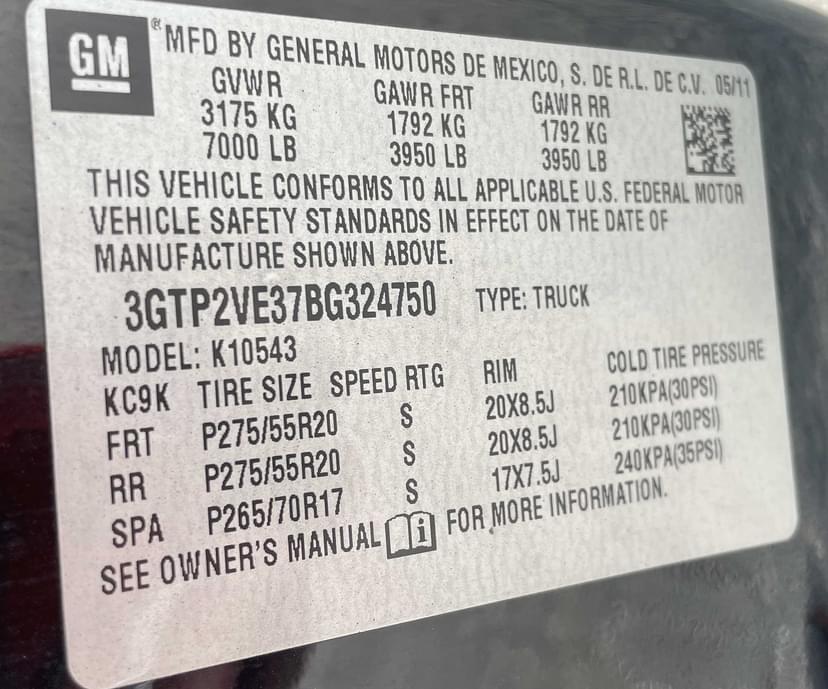 GM
® MFD BY GENERAL MOTORS DE MEXICO, S. DE R.L. DE C.V. 05/11
GVWR GAWR FRT GAWR RR
3175 KG 1792 KG 1792 KG
7000 LB 3950 LB 3950 LB
THIS VEHICLE CONFORMS TO ALL APPLICABLE U.S. FEDERAL MOTOR
VEHICLE SAFETY STANDARDS IN EFFECT ON THE DATE OF
MANUFACTURE SHOWN ABOVE.
3GTP2VE37BG324750 TYPE: TRUCK
MODEL: K10543
KC9K TIRE SIZE SPEED RTG RIM COLD TIRE PRESSURE
FRT P275/55R20 S 20X8.5J 210KPA(30PSI)
RR P275/55R20 S 20X8.5J 210KPA(30PSI)
SPA P265/70R17 S 17X7.5J 240KPA(35PSI)
SEE OWNER'S MANUAL i FOR MORE INFORMATION.